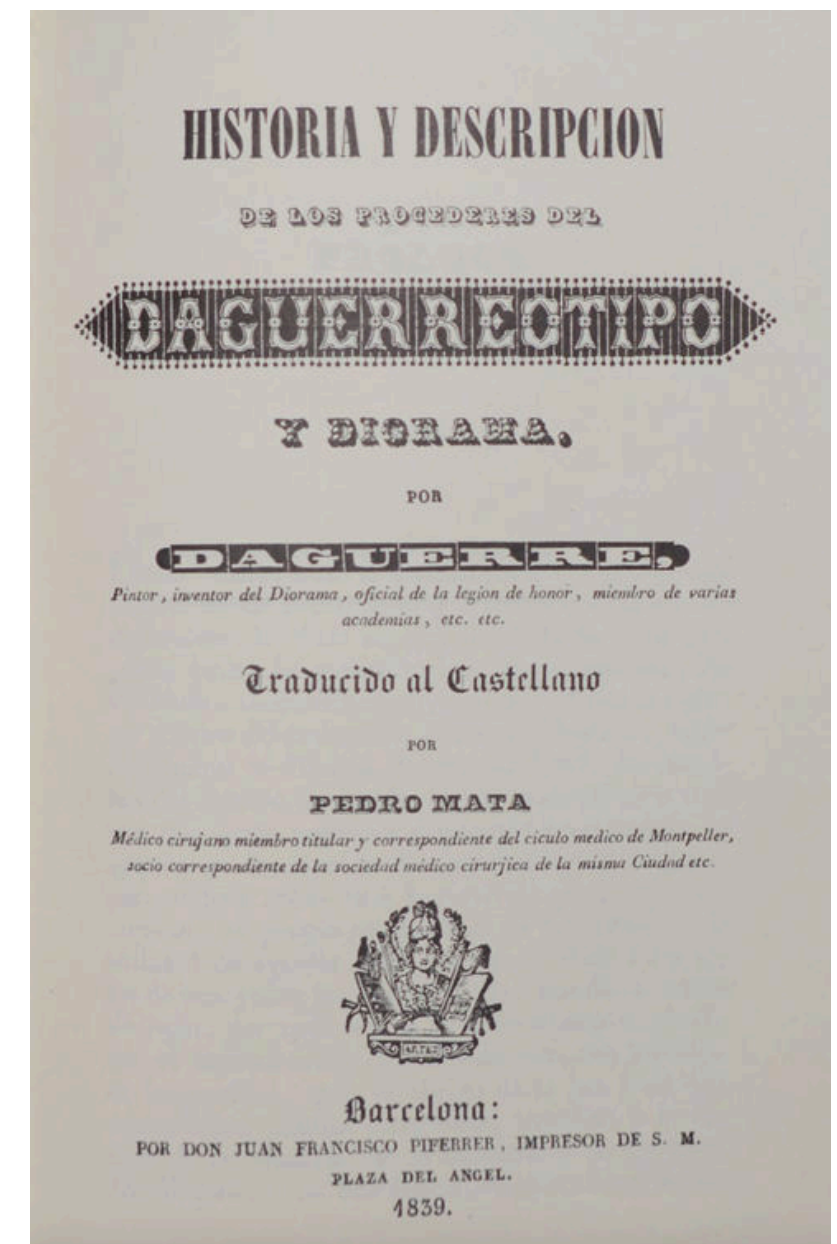 HISTORIA Y DESCRIPCION
DE LOS PROCEDERES DEL
DAGUERREOTIPO
Y DIORAMA,
POR
DAGUERRE,
Pintor, inventor del Diorama, oficial de la legion de honor, miembro de varias
academias, etc. etc.
Traducido al Castellano
POR
PEDRO MATA
Médico cirujano miembro titular y correspondiente del ciculo medico de Montpeller,
socio correspondiente de la sociedad médico cirurjica de la misma Ciudad etc.
ARTES
Barcelona:
POR DON JUAN FRANCISCO PIFERRER, IMPRESOR DE S. M.
PLAZA DEL ANGEL.
1839.